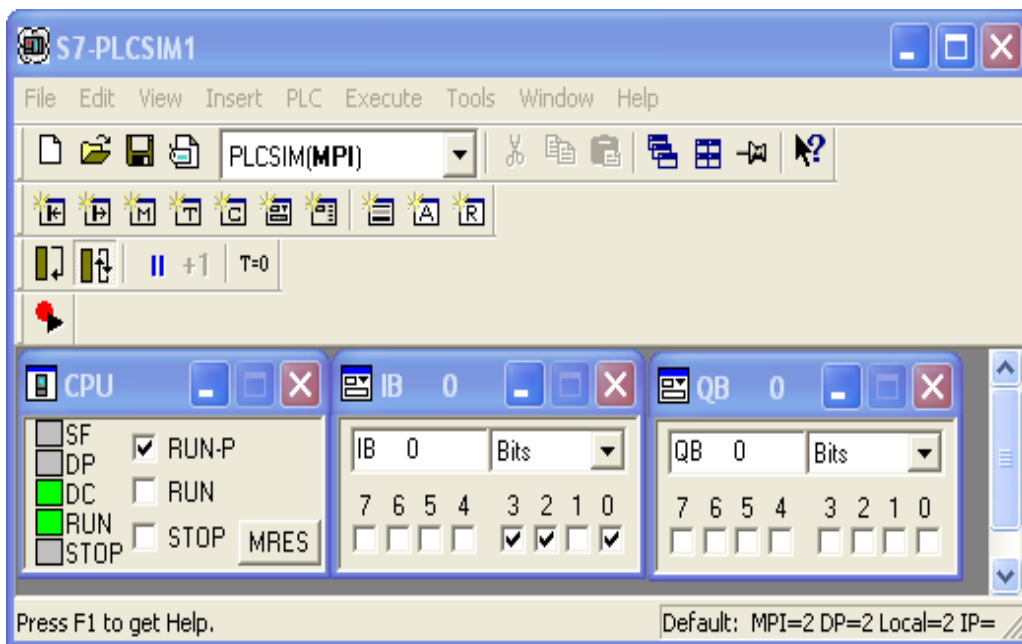 S7-PLCSIM1
File Edit View Insert PLC Execute Tools Window Help
PLCSIM(MPI)
M T C A R
+1 T=0
CPU
SF
DP
DC
RUN
STOP
RUN-P
RUN
STOP
MRES
IB 0
IB 0 Bits
7 6 5 4 3 2 1 0
QB 0
QB 0 Bits
7 6 5 4 3 2 1 0
Press F1 to get Help.
Default: MPI=2 DP=2 Local=2 IP=